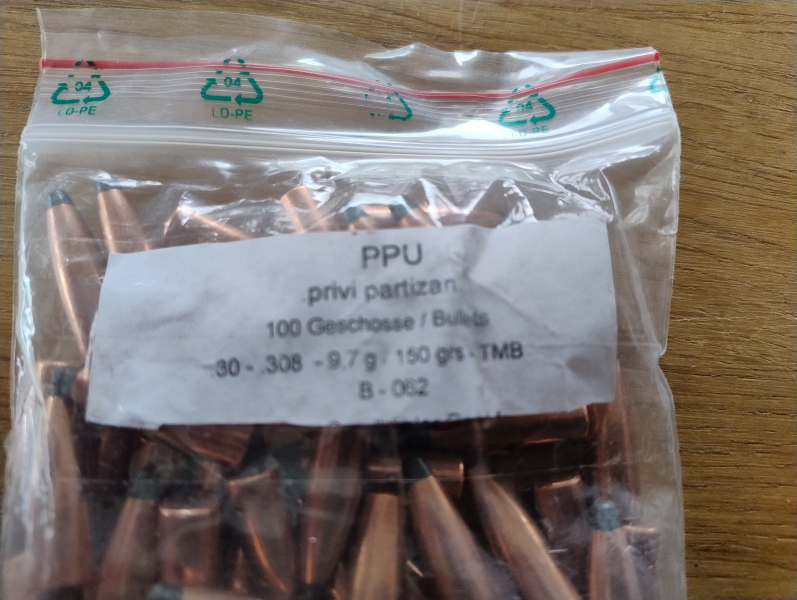 04 04 04
LD-PE LD-PE LD-PE
PPU
privi partizan
100 Geschosse / Bullets
.30 - .308 - 9.7 g / 150 grs - TMB
B - 062